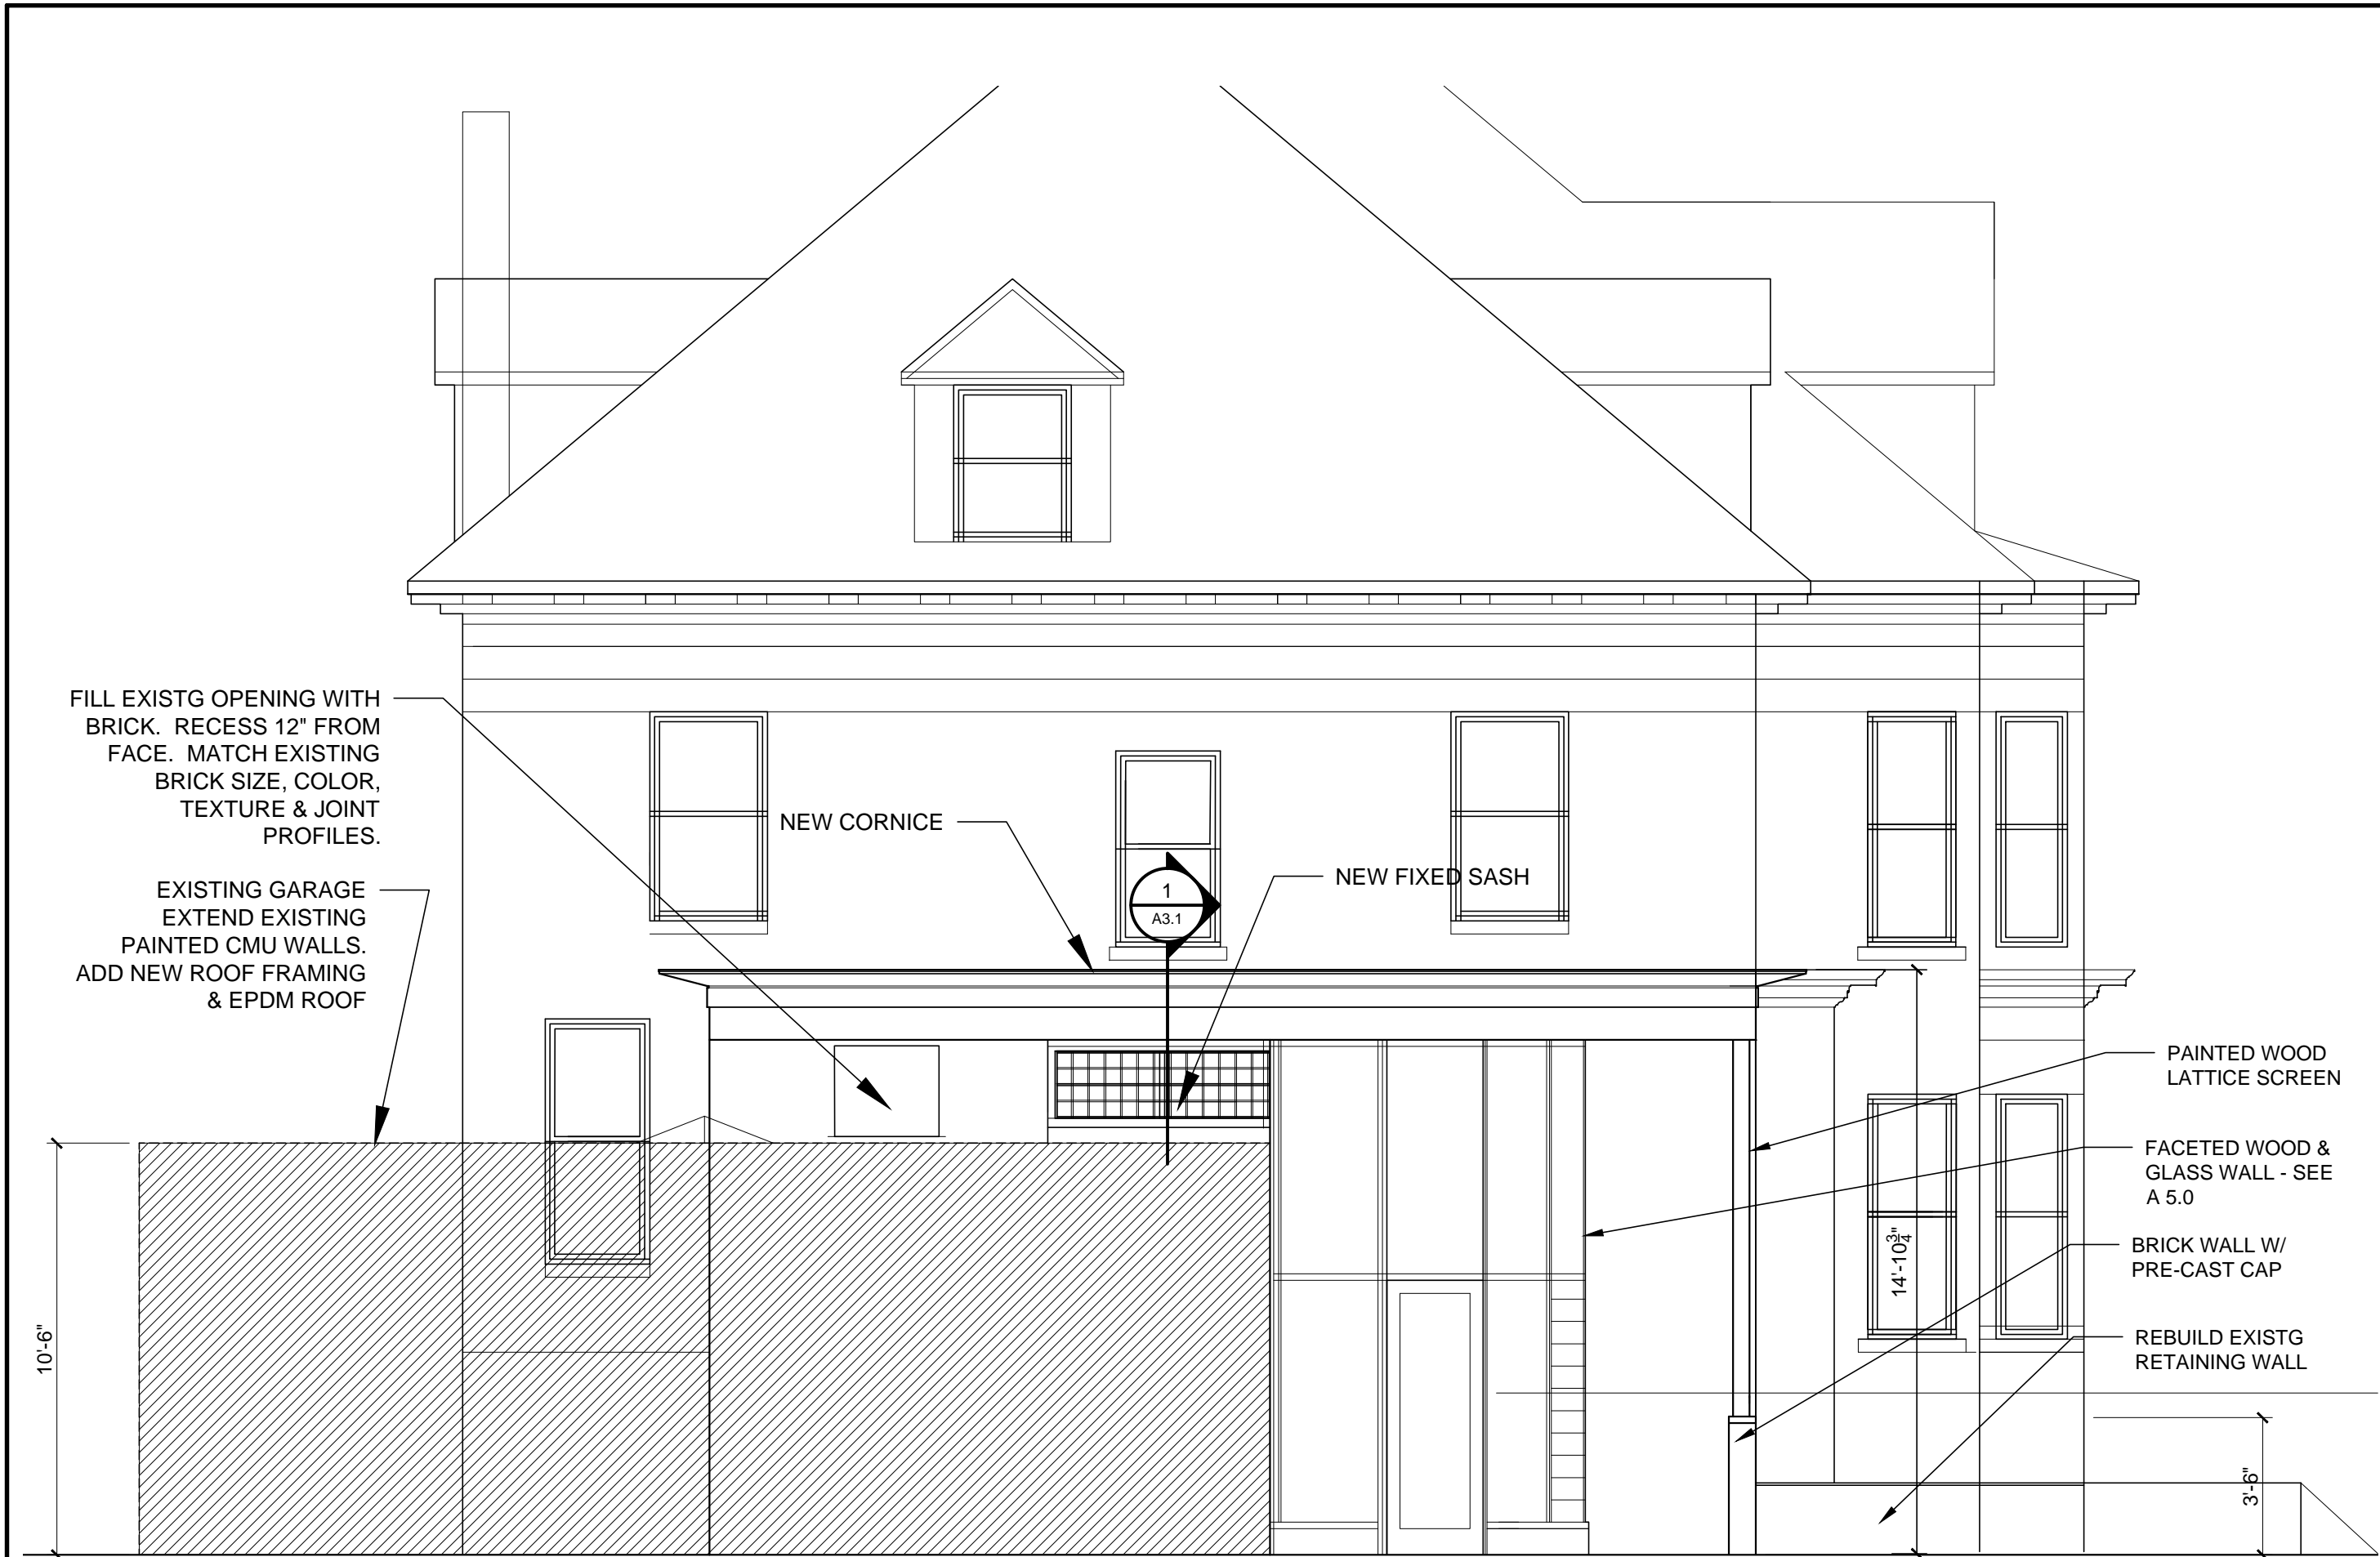 FILL EXISTG OPENING WITH
BRICK. RECESS 12" FROM
FACE. MATCH EXISTING
BRICK SIZE, COLOR,
TEXTURE & JOINT
PROFILES.
EXISTING GARAGE
EXTEND EXISTING
PAINTED CMU WALLS.
ADD NEW ROOF FRAMING
& EPDM ROOF
NEW CORNICE
1
A3.1
NEW FIXED SASH
PAINTED WOOD
LATTICE SCREEN
FACETED WOOD &
GLASS WALL - SEE
A 5.0
BRICK WALL W/
PRE-CAST CAP
REBUILD EXISTG
RETAINING WALL
10'-6"
14'-10¾"
3'-6"